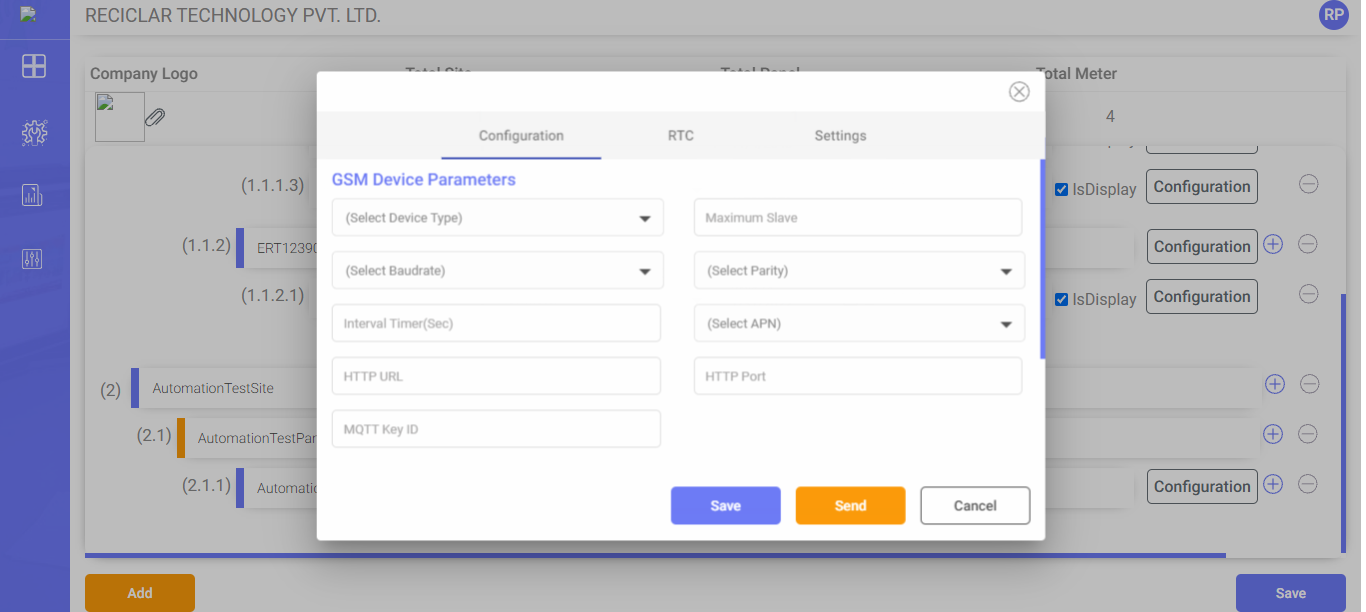 RECICLAR TECHNOLOGY PVT. LTD.
RP
Company Logo
Total Site
Total Panel
Total Meter
4
Configuration
RTC
Settings
GSM Device Parameters
(Select Device Type)
Maximum Slave
(Select Baudrate)
(Select Parity)
Interval Timer(Sec)
(Select APN)
HTTP URL
HTTP Port
MQTT Key ID
Save
Send
Cancel
(1.1.1.3)
IsDisplay
Configuration
(1.1.2)
ERT1239
Configuration
(1.1.2.1)
IsDisplay
Configuration
(2)
AutomationTestSite
(2.1)
AutomationTestPar
(2.1.1)
Automati
Configuration
Add
Save